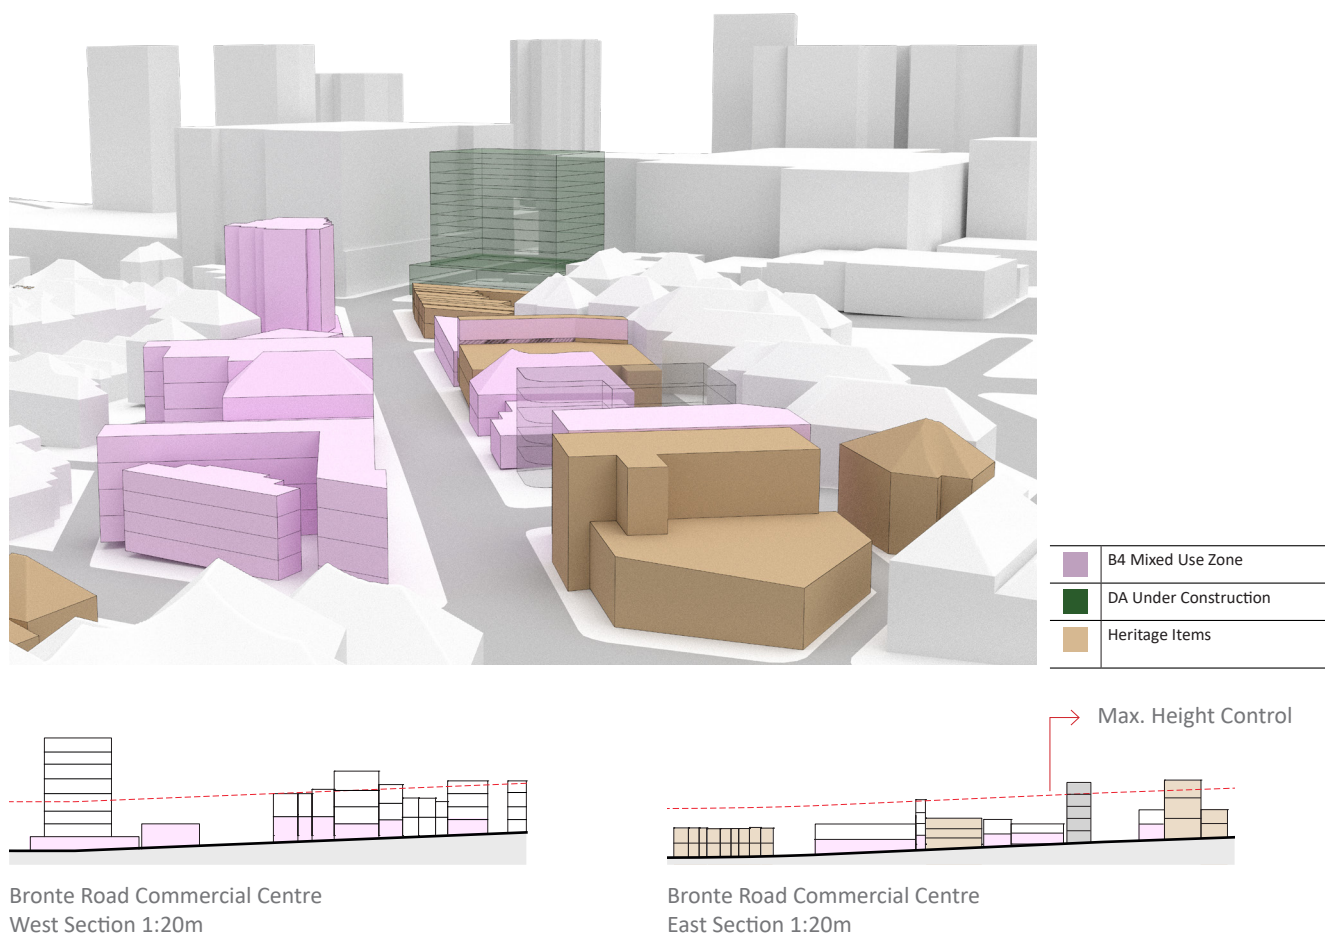 B4 Mixed Use Zone
DA Under Construction
Heritage Items
Max. Height Control
Bronte Road Commercial Centre
West Section 1:20m
Bronte Road Commercial Centre
East Section 1:20m